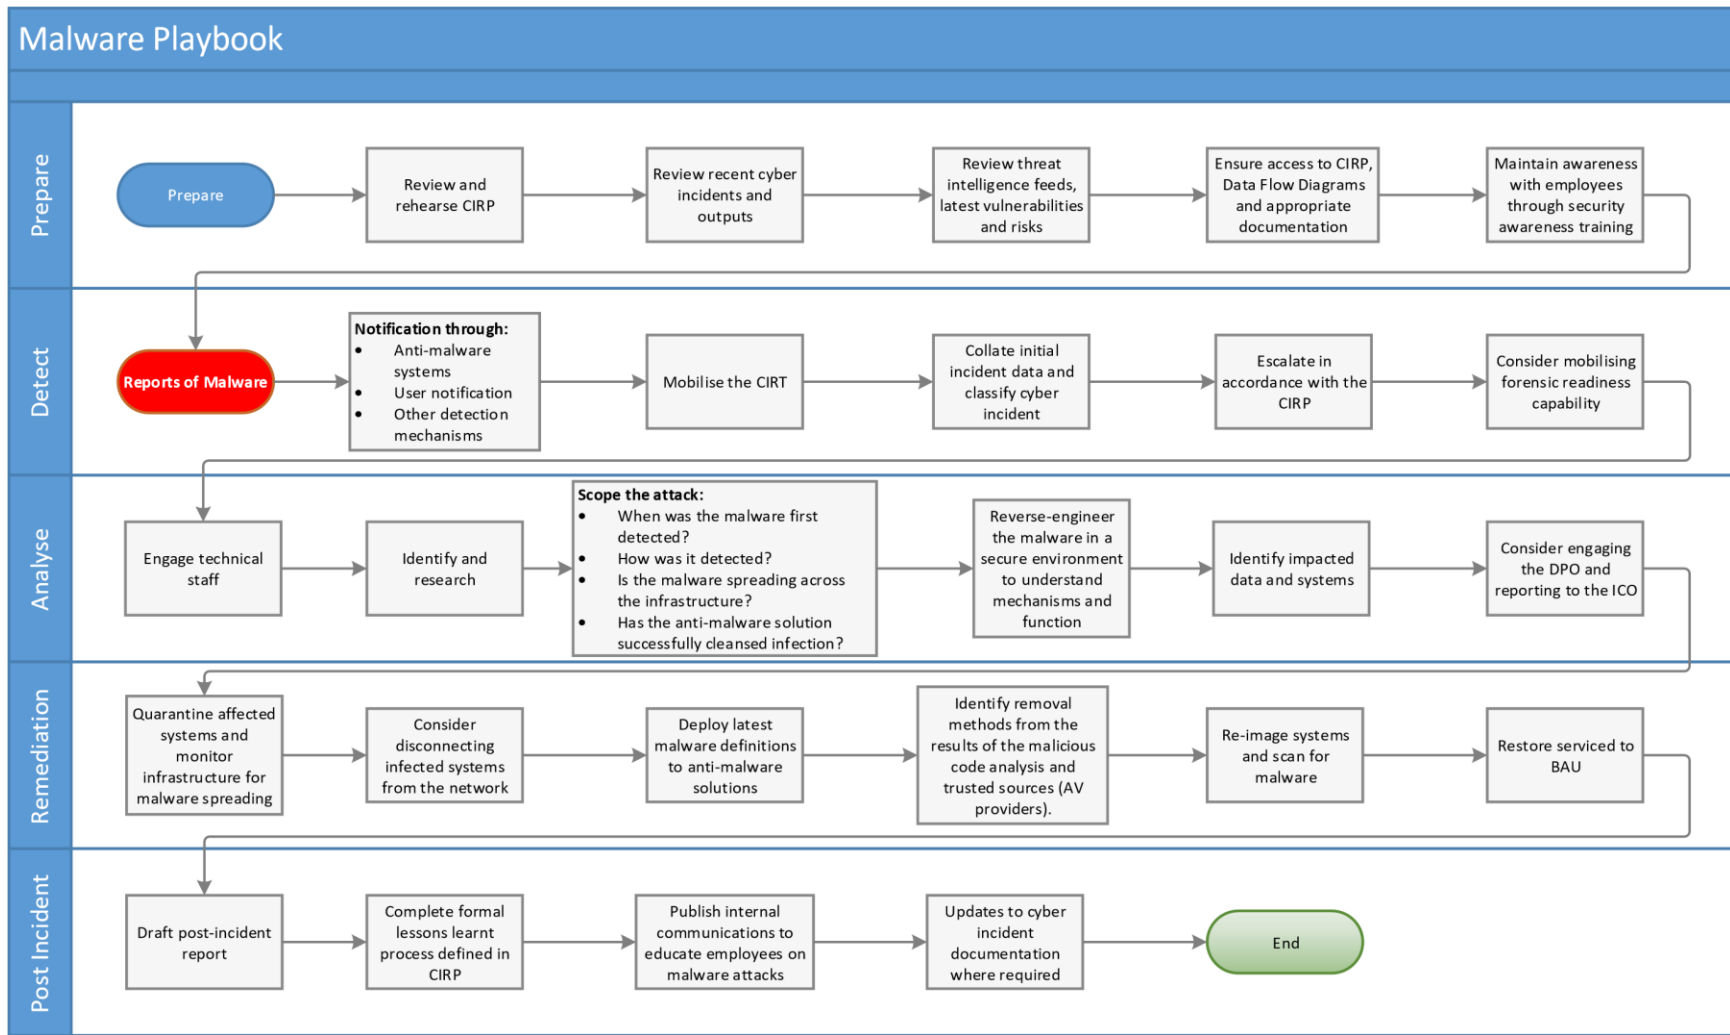 Malware Playbook
Prepare
Prepare
Review and
rehearse CIRP
Review recent cyber
incidents and
outputs
Review threat
intelligence feeds,
latest vulnerabilities
and risks
Ensure access to CIRP,
Data Flow Diagrams
and appropriate
documentation
Maintain awareness
with employees
through security
awareness training
Detect
Reports of Malware
Notification through:
• Anti-malware
systems
• User notification
• Other detection
mechanisms
Mobilise the CIRT
Collate initial
incident data and
classify cyber
incident
Escalate in
accordance with the
CIRP
Consider mobilising
forensic readiness
capability
Analyse
Engage technical
staff
Identify and
research
Scope the attack:
• When was the malware first
detected?
• How was it detected?
• Is the malware spreading across
the infrastructure?
• Has the anti-malware solution
successfully cleansed infection?
Reverse-engineer
the malware in a
secure environment
to understand
mechanisms and
function
Identify impacted
data and systems
Consider engaging
the DPO and
reporting to the ICO
Remediation
Quarantine affected
systems and
monitor
infrastructure for
malware spreading
Consider
disconnecting
infected systems
from the network
Deploy latest
malware definitions
to anti-malware
solutions
Identify removal
methods from the
results of the malicious
code analysis and
trusted sources (AV
providers).
Re-image systems
and scan for
malware
Restore serviced to
BAU
Post Incident
Draft post-incident
report
Complete formal
lessons learnt
process defined in
CIRP
Publish internal
communications to
educate employees on
malware attacks
Updates to cyber
incident
documentation
where required
End